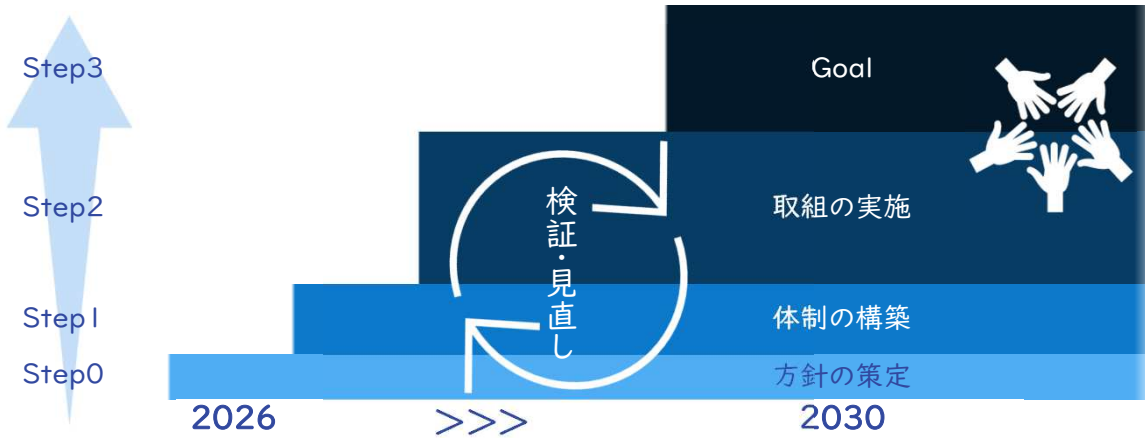 Step3
Goal
Step2
取組の実施
検証・見直し
Step1
体制の構築
Step0
方針の策定
2026 >>> 2030